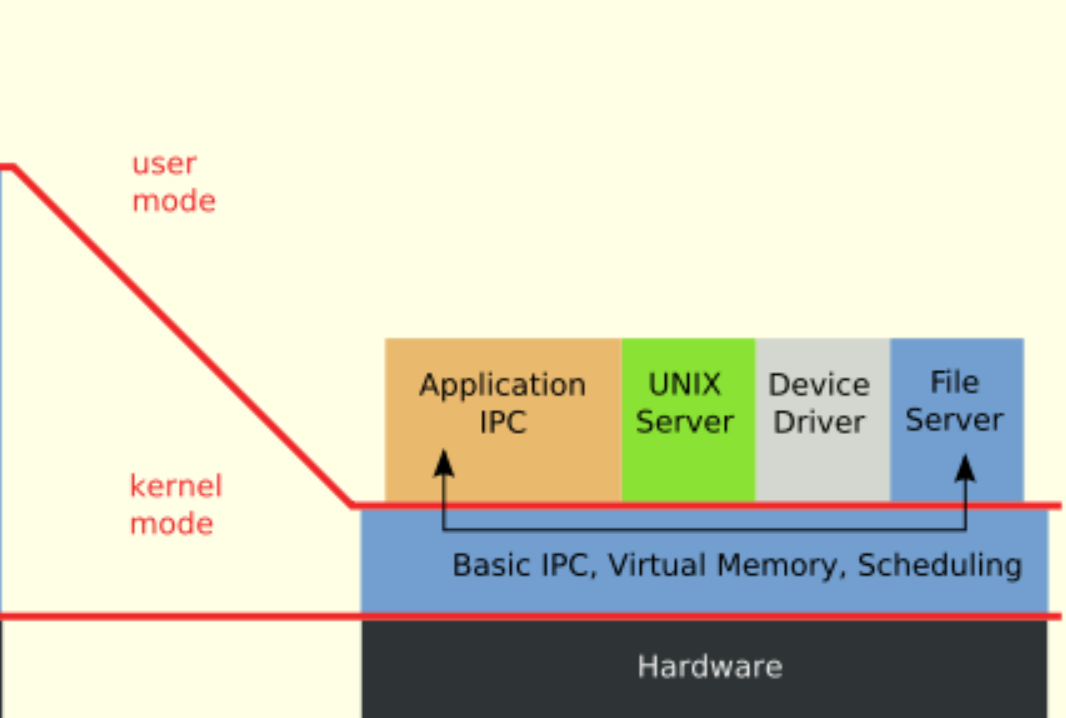 user
mode
Application
IPC
UNIX
Server
Device
Driver
File
Server
kernel
mode
Basic IPC, Virtual Memory, Scheduling
Hardware